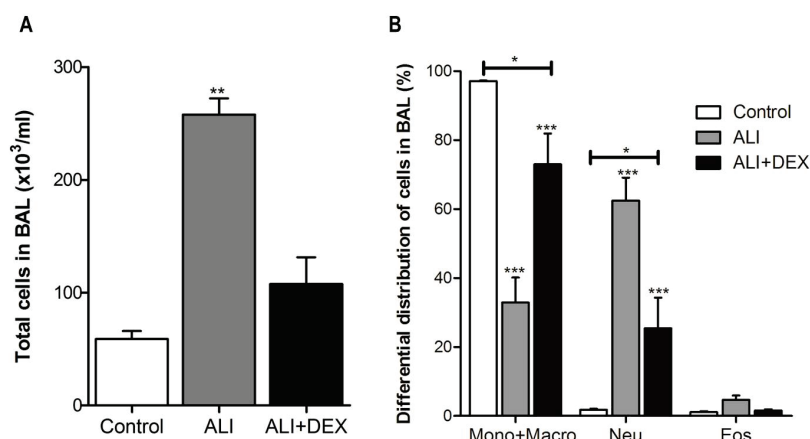 A
Total cells in BAL (x10³/ml)
300
**
200
100
0
Control ALI ALI+DEX
B
Differential distribution of cells in BAL (%)
100
80
60
40
20
0
*
***
***
*
***
***
Control
ALI
ALI+DEX
Mono+Macro Neu Eos